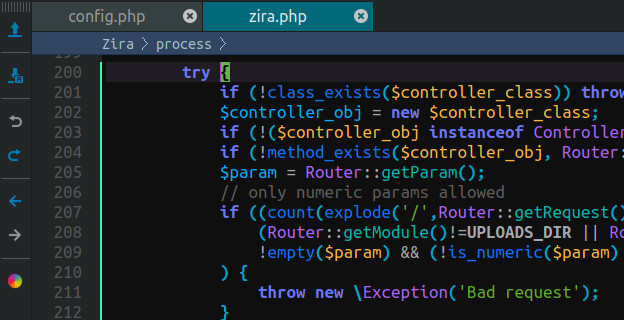 config.php zira.php
Zira process
199
200 try {
201 if (!class_exists($controller_class)) throw
202 $controller_obj = new $controller_class;
203 if (!($controller_obj instanceof Controller
204 if (!method_exists($controller_obj, Router:
205 $param = Router::getParam();
206 // only numeric params allowed
207 if ((count(explode('/',Router::getRequest()
208 (Router::getModule()!=UPLOADS_DIR || Ro
209 !empty($param) && (!is_numeric($param)
210 ) {
211 throw new \Exception('Bad request');
212 }